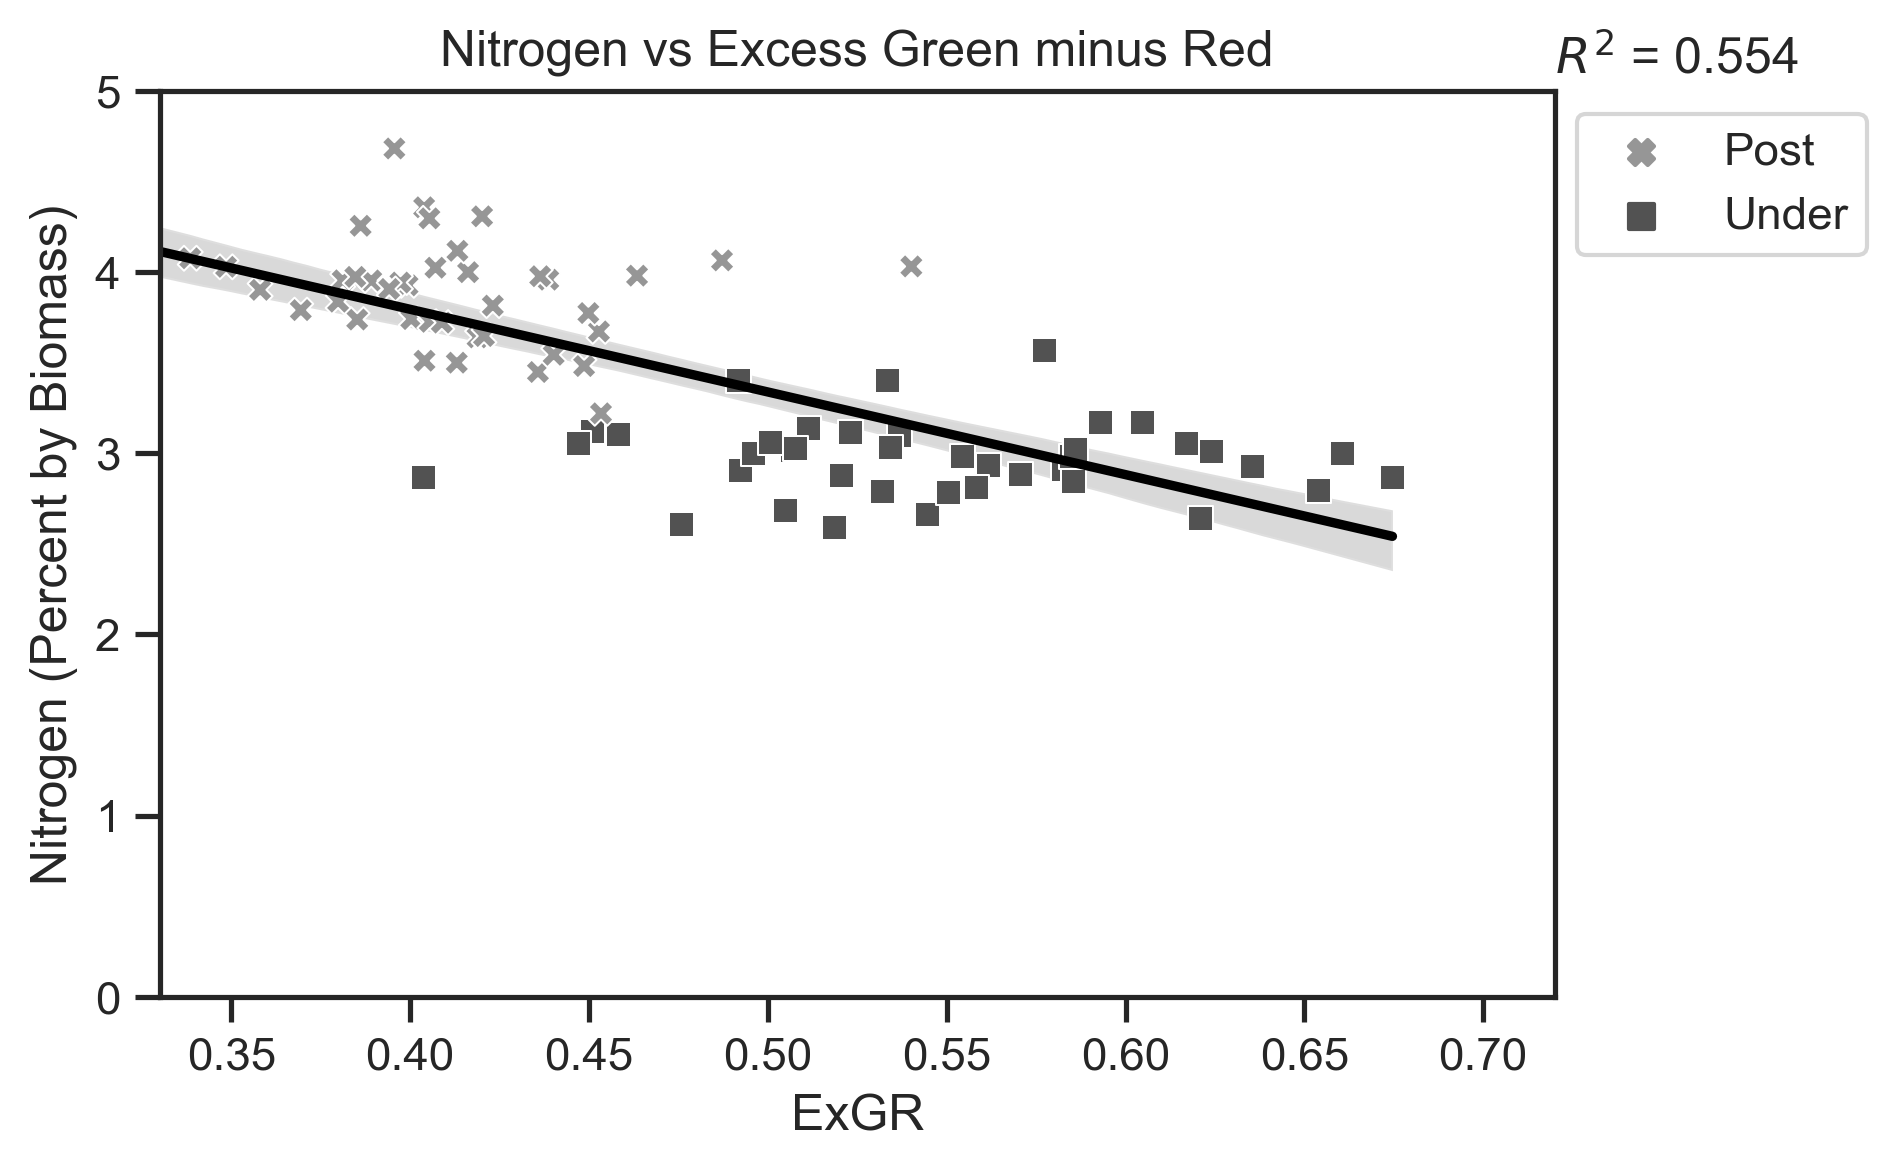 Nitrogen vs Excess Green minus Red
R² = 0.554
Post
Under
Nitrogen (Percent by Biomass)
5
4
3
2
1
0
0.35 0.40 0.45 0.50 0.55 0.60 0.65 0.70
ExGR